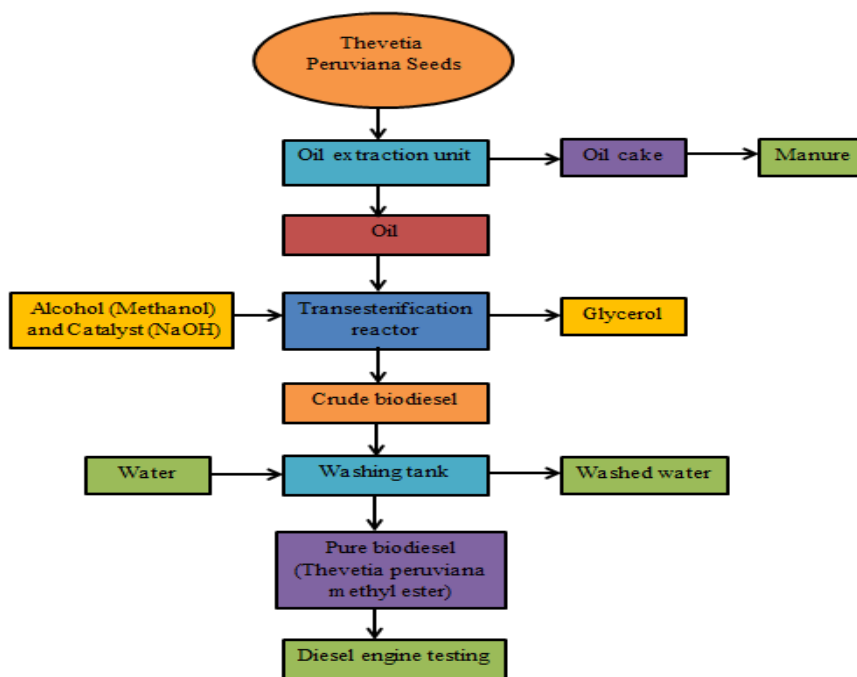 Thevetia
Peruviana Seeds
Oil extraction unit
Oil cake
Manure
Oil
Alcohol (Methanol)
and Catalyst (NaOH)
Transesterification
reactor
Glycerol
Crude biodiesel
Water
Washing tank
Washed water
Pure biodiesel
(Thevetia peruviana
methyl ester)
Diesel engine testing